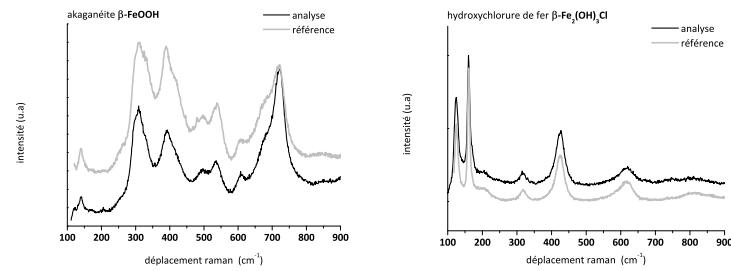 akaganéite β-FeOOH
analyse
référence
intensité (u.a)
100 200 300 400 500 600 700 800 900
déplacement raman (cm⁻¹)
hydroxychlorure de fer β-Fe₂(OH)₃Cl
analyse
référence
intensité (u.a)
100 200 300 400 500 600 700 800 900
déplacement raman (cm⁻¹)